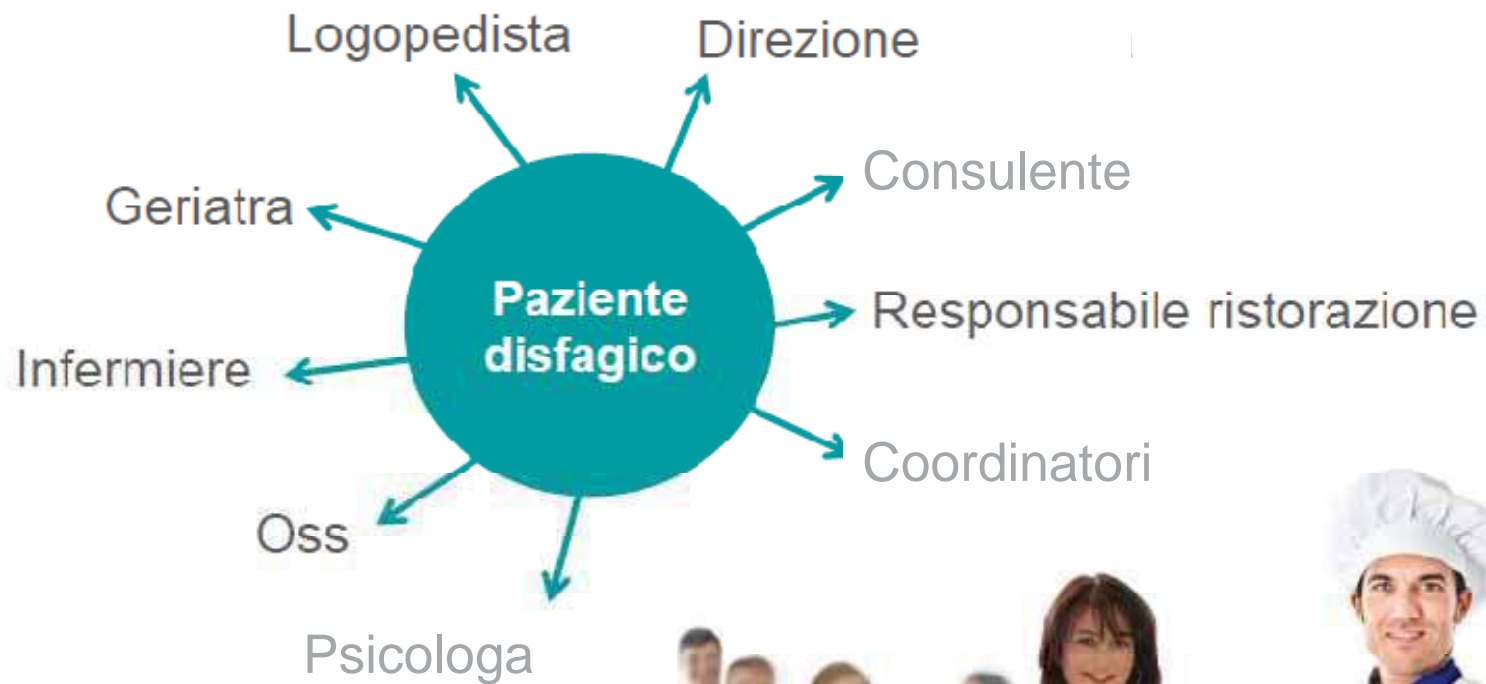 Logopedista
Direzione
Consulente
Geriatra
Paziente
disfagico
Responsabile ristorazione
Infermiere
Coordinatori
Oss
Psicologa